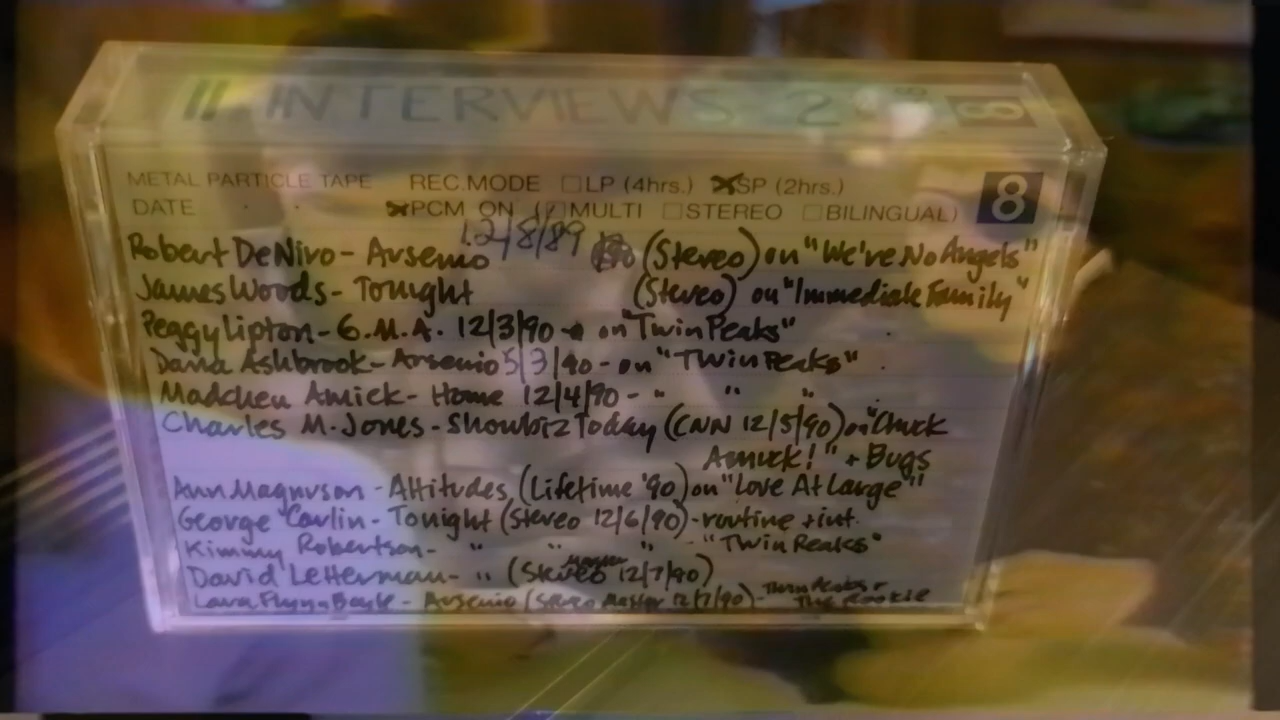 11 INTERVIEWS 2 8
METAL PARTICLE TAPE REC.MODE LP (4hrs.) SP (2hrs.)
DATE PCM ON ( MULTI STEREO BILINGUAL) 8
12/8/89
Robert DeNiro - Arsenio (Stereo) on "We're No Angels"
James Woods - Tonight (Stereo) on "Immediate Family"
Peggy Lipton - G.M.A. 12/3/90 - on "Twin Peaks"
Dana Ashbrook - Arsenio 5/3/90 - on "Twin Peaks"
Madchen Amick - Home 12/4/90 - " " "
Charles M. Jones - Showbiz Today (CNN 12/5/90) on "Chuck
Amuck!" + Bugs
Ann Magnuson - Attitudes (Lifetime '90) on "Love At Large"
George Carlin - Tonight (Stereo 12/6/90) - routine + int.
Kimmy Robertson - " " " - "Twin Peaks"
David Letterman - " (Stereo Master 12/7/90)
Lara Flynn Boyle - Arsenio (Stereo Master 12/7/90) - Twin Peaks +
The Rookie